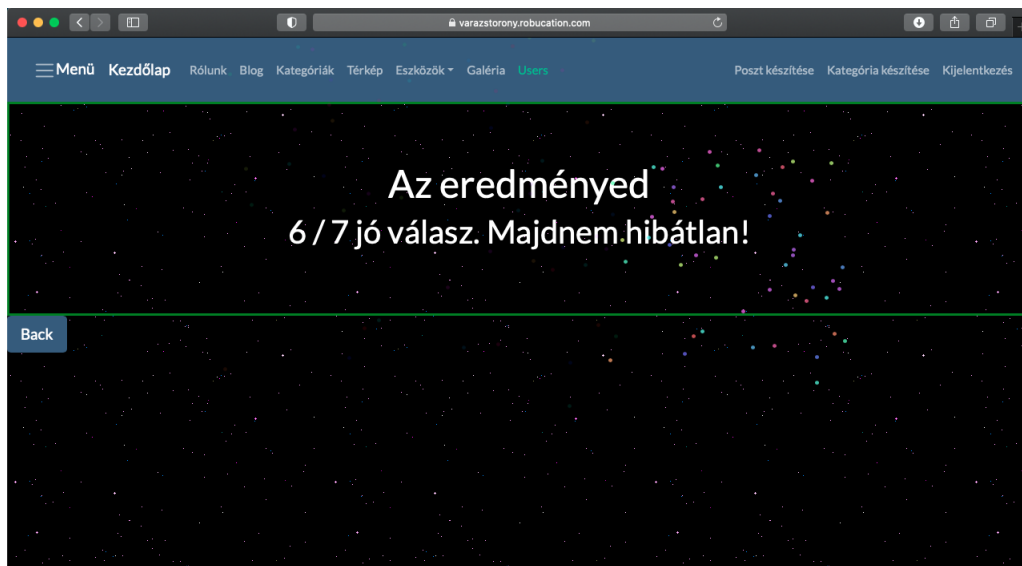 varazstorony.robucation.com
Menü Kezdőlap Rólunk Blog Kategóriák Térkép Eszközök Galéria Users Poszt készítése Kategória készítése Kijelentkezés
Az eredményed
6 / 7 jó válasz. Majdnem hibátlan!
Back